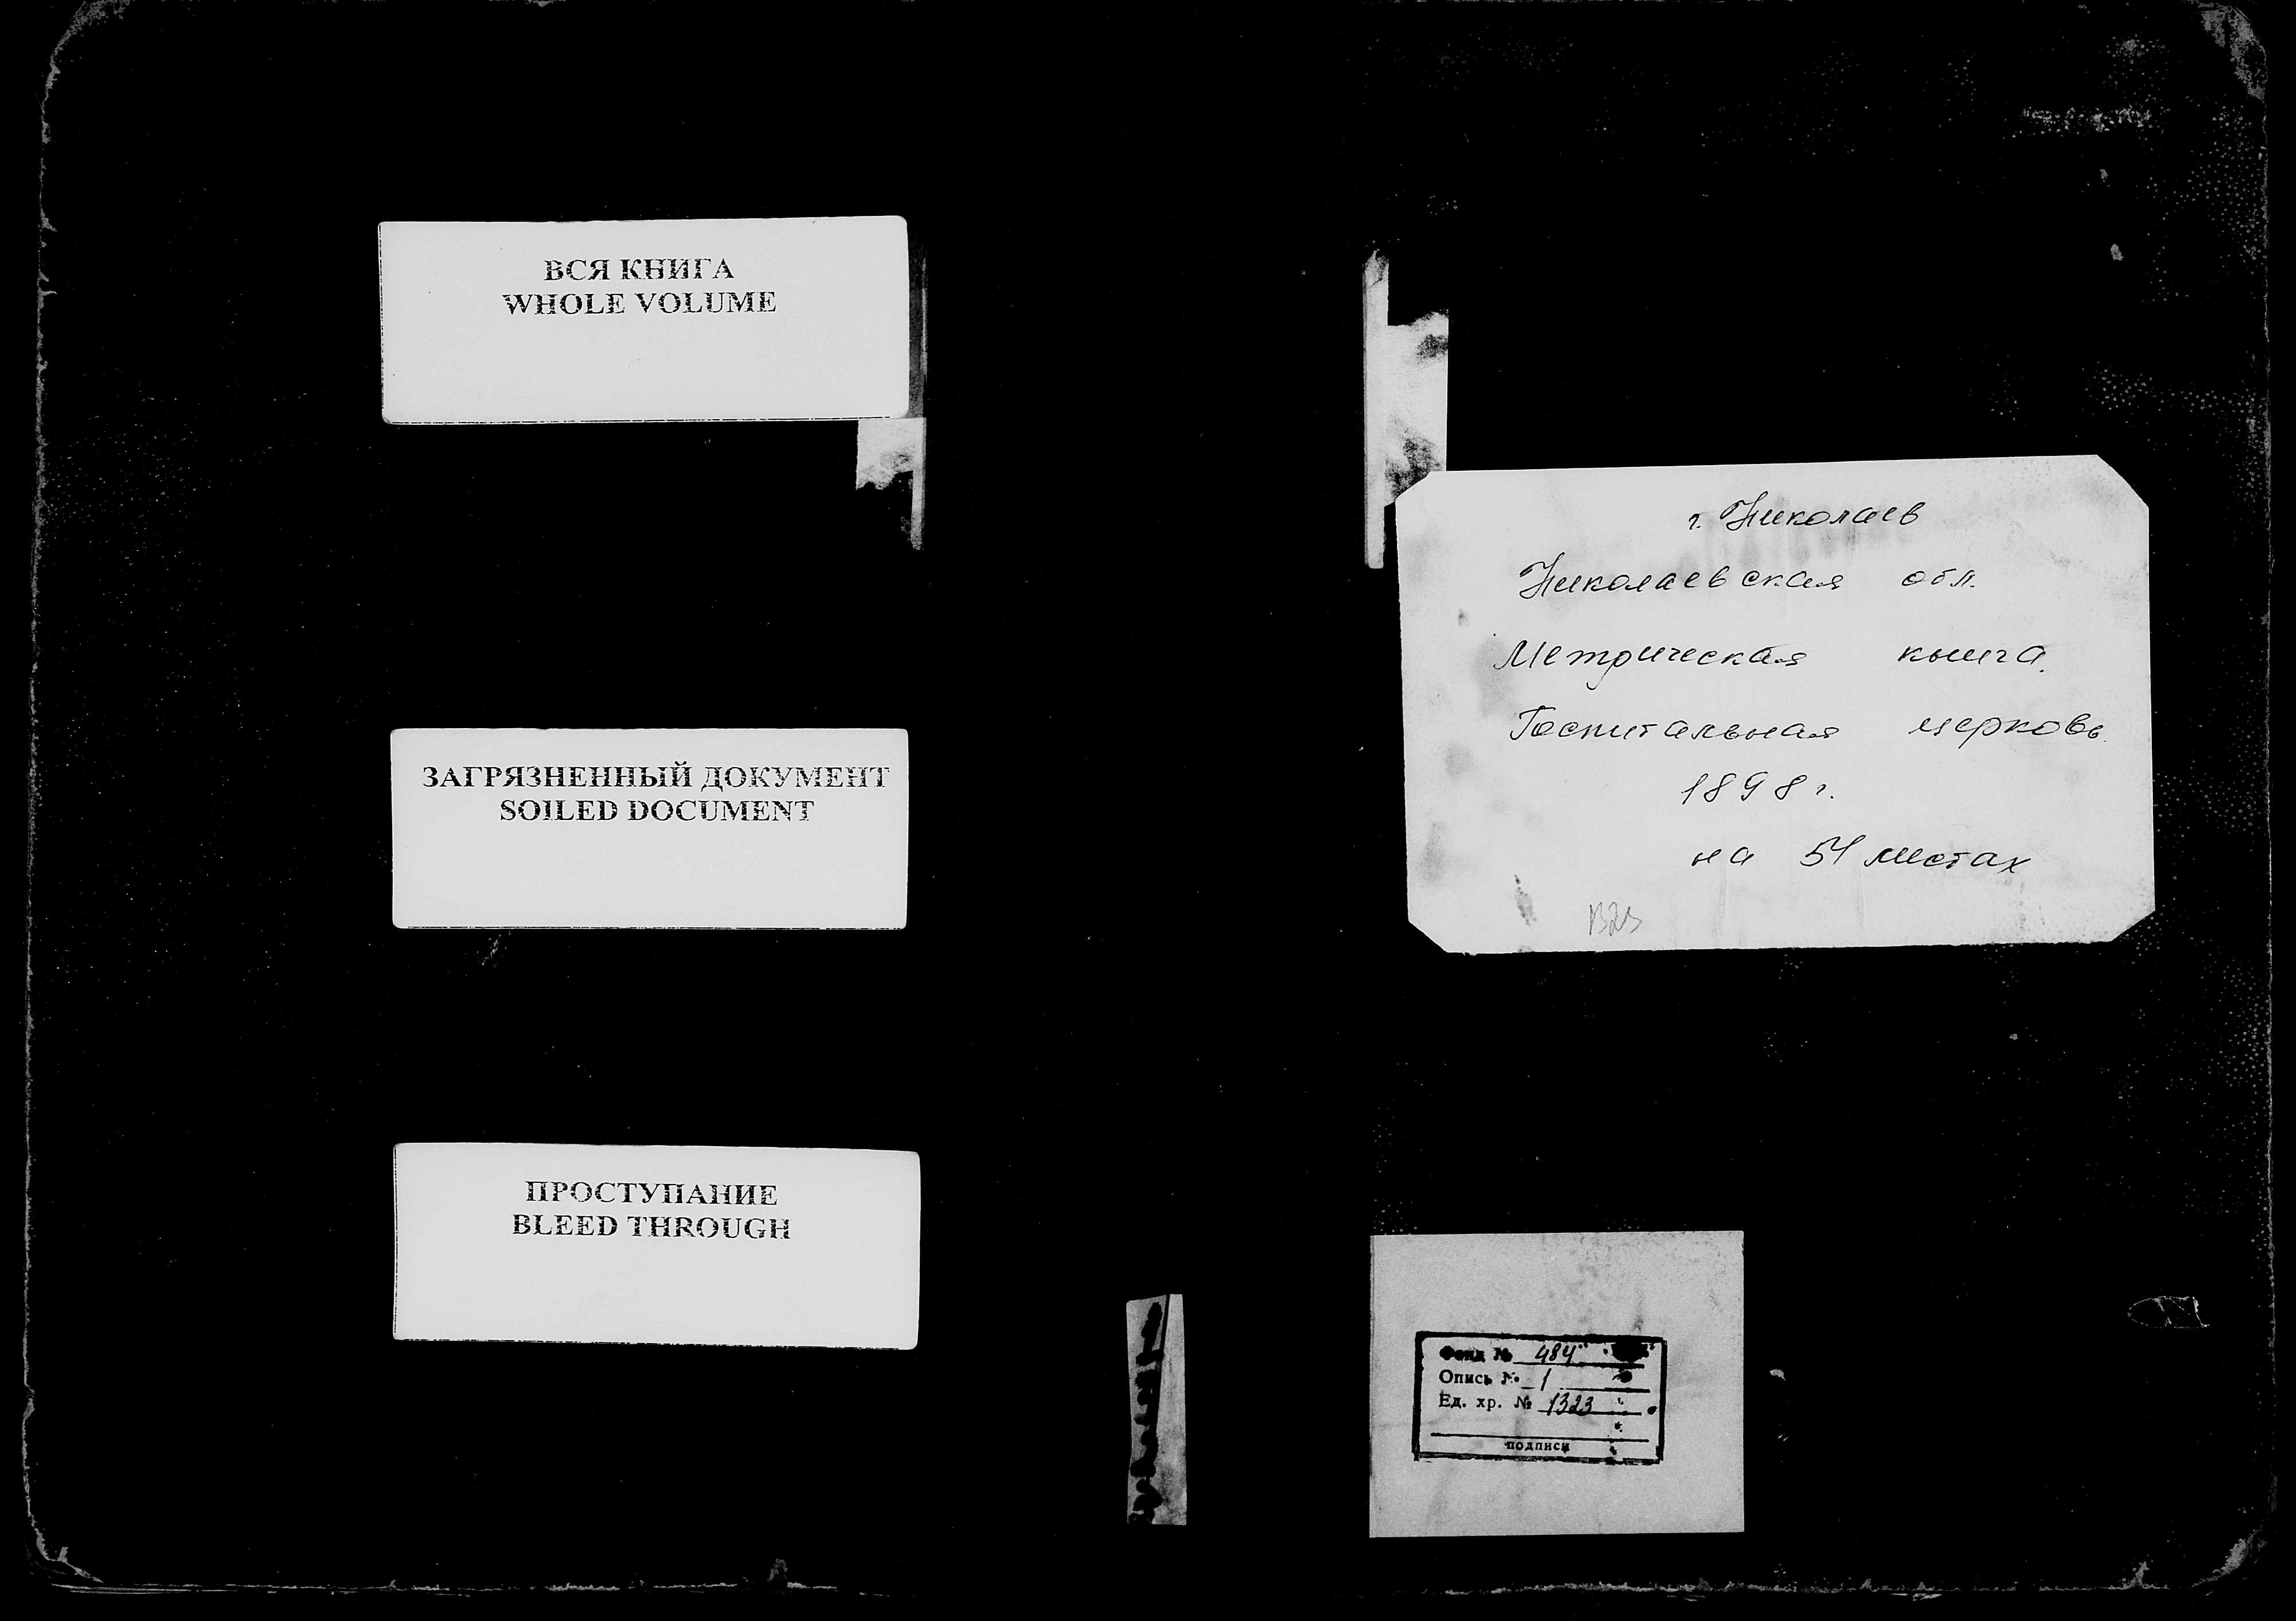 ВСЯ КНИГА
WHOLE VOLUME
ЗАГРЯЗНЕННЫЙ ДОКУМЕНТ
SOILED DOCUMENT
ПРОСТУПАНИЕ
BLEED THROUGH
г. Николаев
Николаевская обл.
Метрическая книга
Госпитальная церковь
1898 г.
на 54 листах
Фонд № 484
Опись № 1
Ед. хр. № 1323
подписи